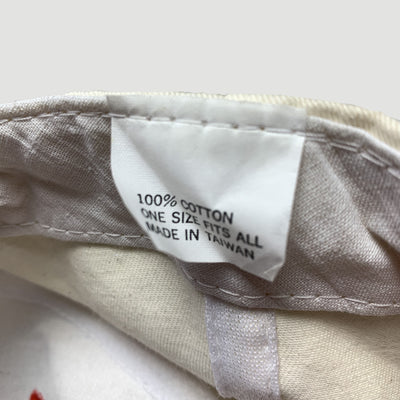 100% COTTON
ONE SIZE FITS ALL
MADE IN TAIWAN